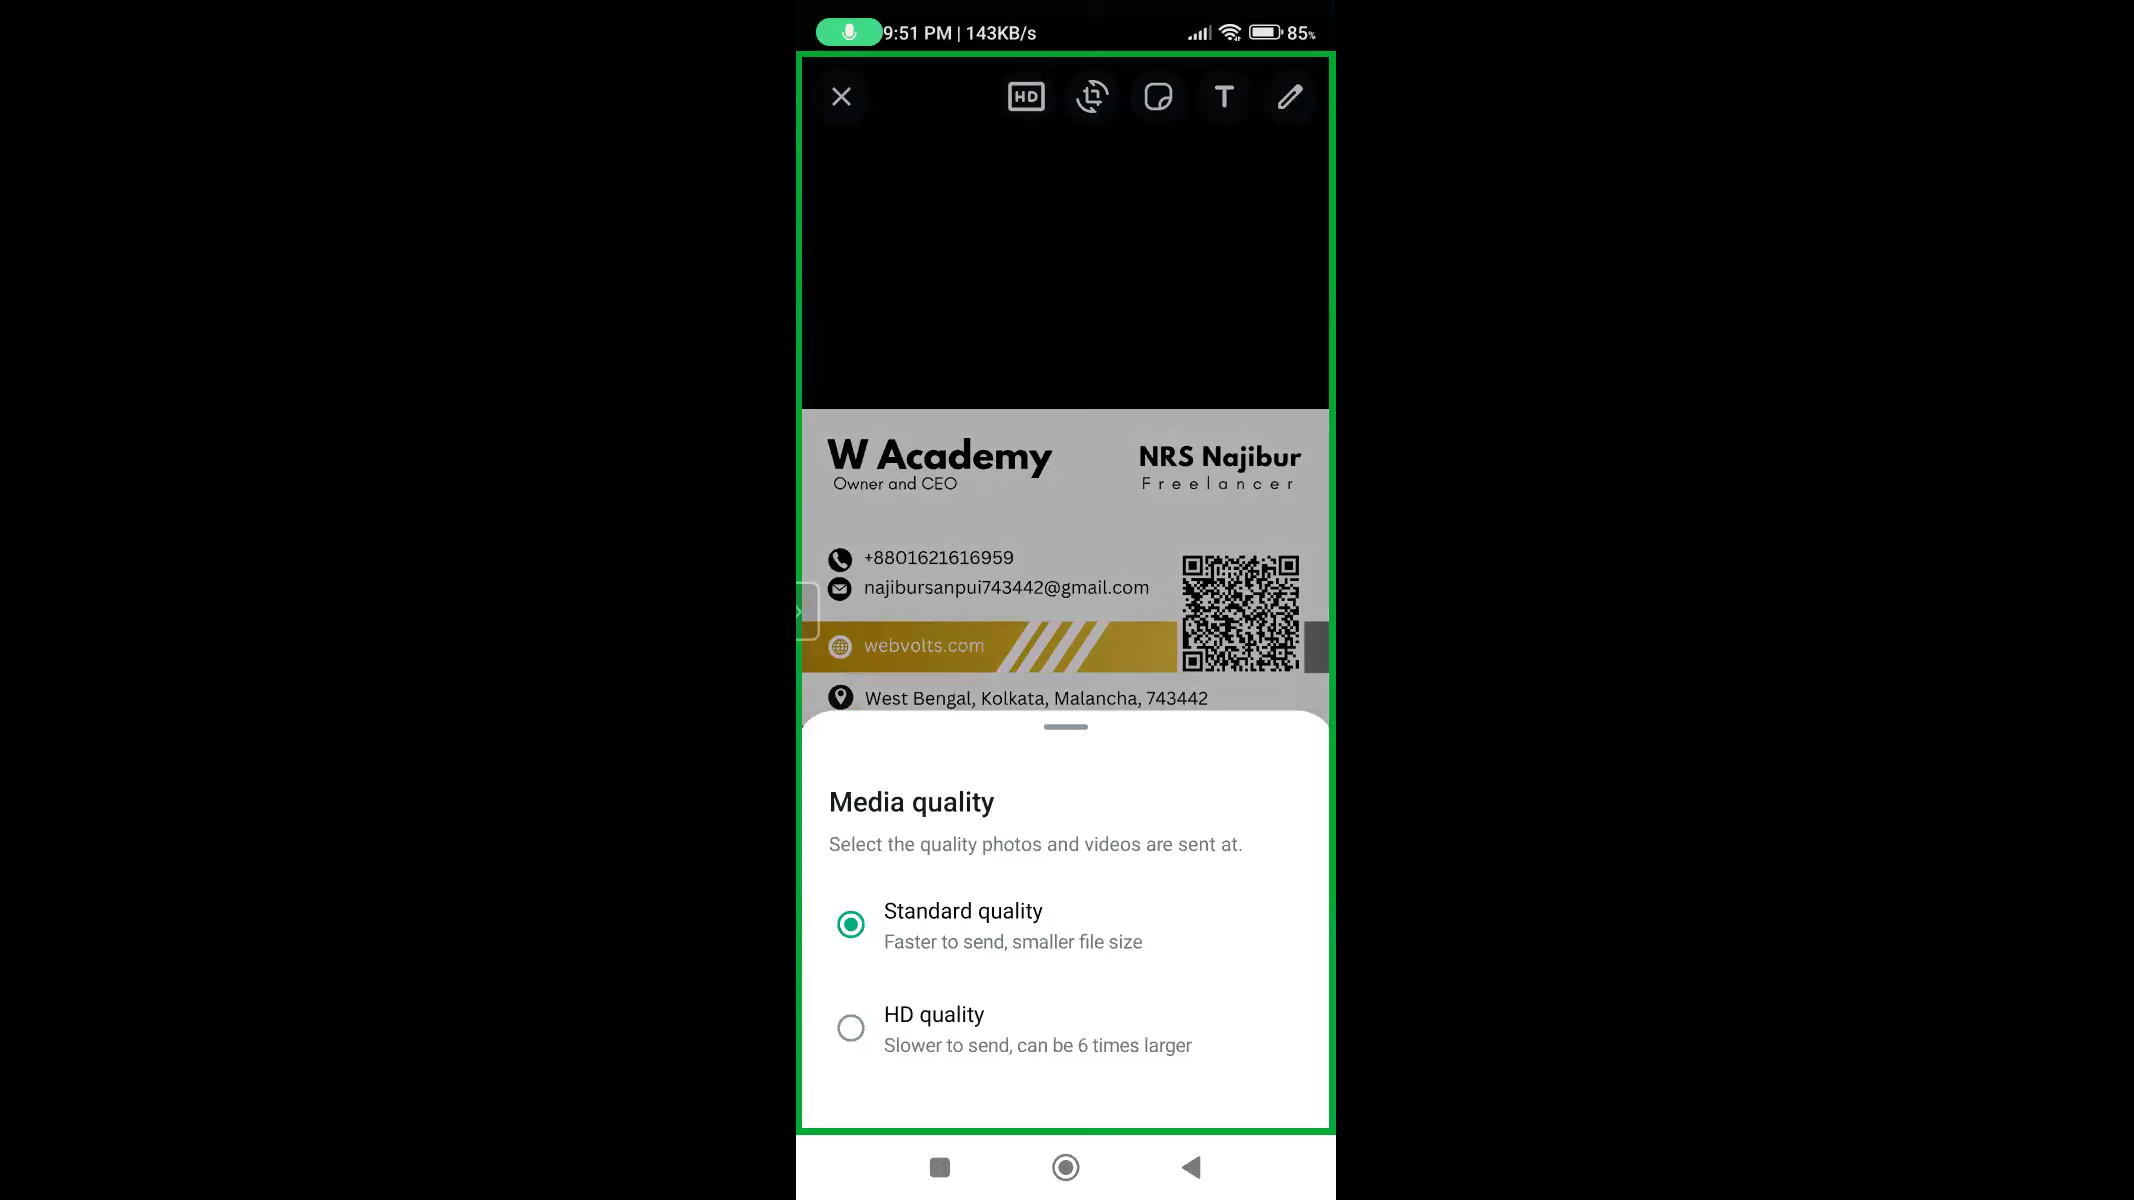 9:51 PM | 143KB/s
85%
HD
T
W Academy
Owner and CEO
NRS Najibur
Freelancer
+8801621616959
najibursanpui743442@gmail.com
webvolts.com
West Bengal, Kolkata, Malancha, 743442
Media quality
Select the quality photos and videos are sent at.
Standard quality
Faster to send, smaller file size
HD quality
Slower to send, can be 6 times larger